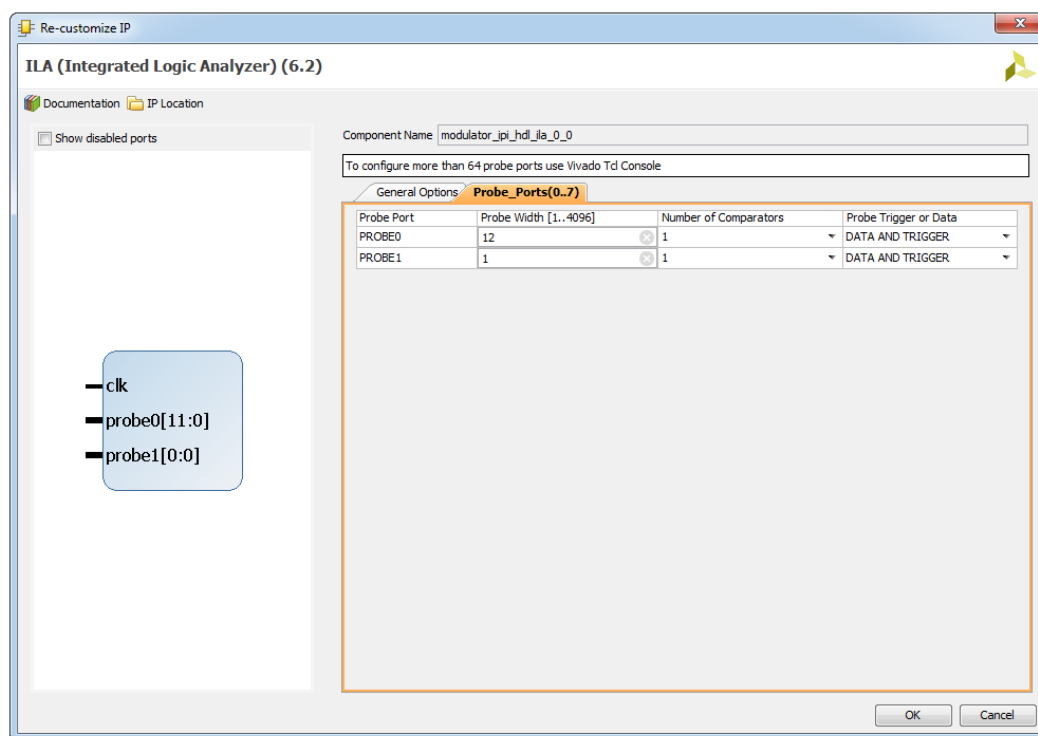 Re-customize IP
ILA (Integrated Logic Analyzer) (6.2)
Documentation IP Location
Show disabled ports
Component Name modulator_ipi_hdl_ila_0_0
To configure more than 64 probe ports use Vivado Tcl Console
General Options Probe_Ports(0..7)
Probe Port Probe Width [1..4096] Number of Comparators Probe Trigger or Data
PROBE0 12 1 DATA AND TRIGGER
PROBE1 1 1 DATA AND TRIGGER
clk
probe0[11:0]
probe1[0:0]
OK Cancel